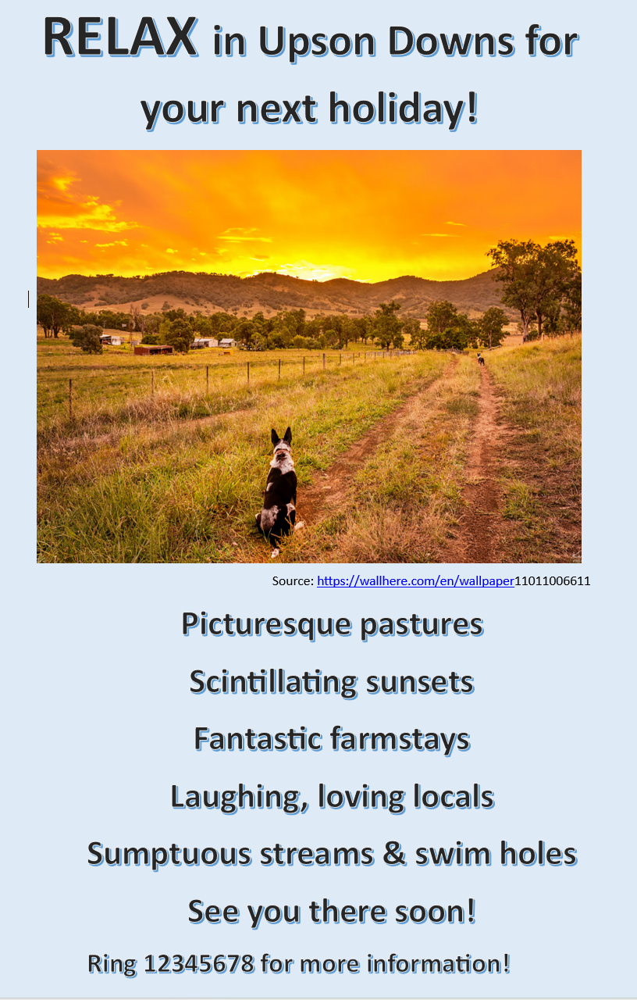 RELAX in Upson Downs for
your next holiday!
Source: https://wallhere.com/en/wallpaper11011006611
Picturesque pastures
Scintillating sunsets
Fantastic farmstays
Laughing, loving locals
Sumptuous streams & swim holes
See you there soon!
Ring 12345678 for more information!